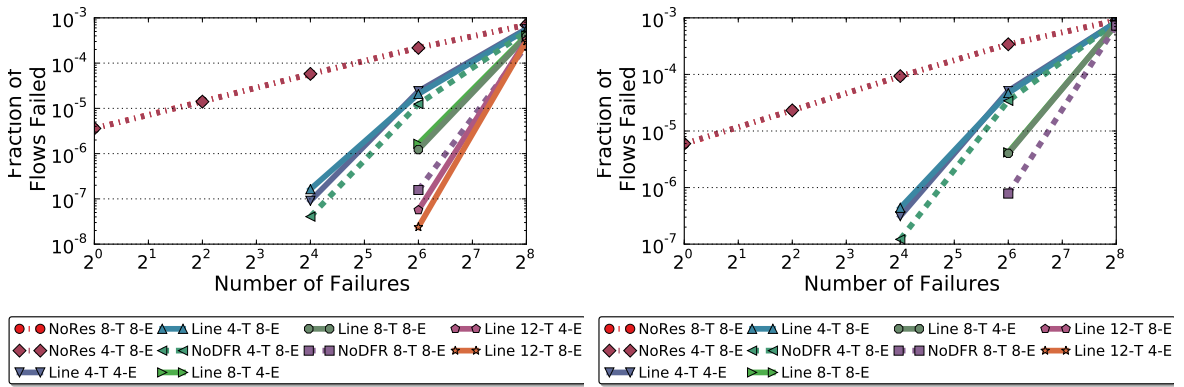 10^-3
10^-4
10^-5
10^-6
10^-7
10^-8
Fraction of
Flows Failed
2^0 2^1 2^2 2^3 2^4 2^5 2^6 2^7 2^8
Number of Failures
NoRes 8-T 8-E Line 4-T 8-E Line 8-T 8-E Line 12-T 4-E
NoRes 4-T 8-E NoDFR 4-T 8-E NoDFR 8-T 8-E Line 12-T 8-E
Line 4-T 4-E Line 8-T 4-E
10^-3
10^-4
10^-5
10^-6
10^-7
Fraction of
Flows Failed
2^0 2^1 2^2 2^3 2^4 2^5 2^6 2^7 2^8
Number of Failures
NoRes 8-T 8-E Line 4-T 8-E Line 8-T 4-E Line 12-T 8-E
NoRes 4-T 8-E NoDFR 4-T 8-E NoDFR 8-T 8-E Line 12-T 4-E
Line 4-T 4-E Line 8-T 8-E